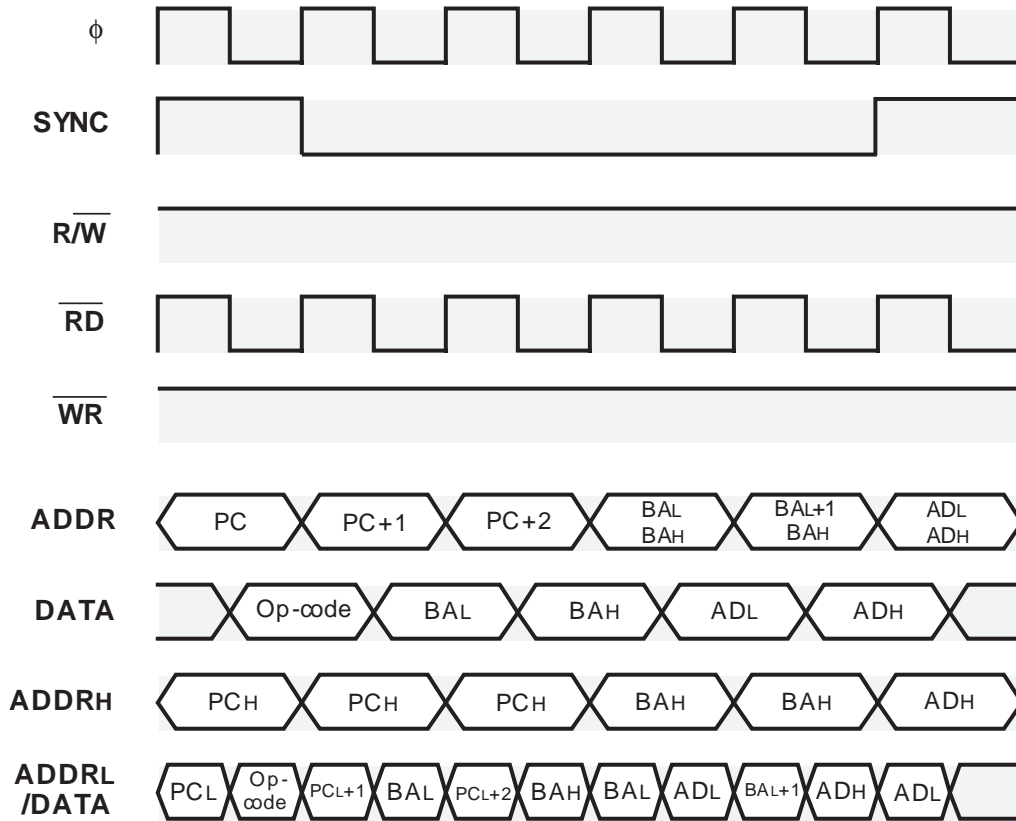 ϕ
SYNC
R/W
RD
WR
ADDR PC PC+1 PC+2 BAL BAH BAL+1 BAH ADL ADH
DATA Op-code BAL BAH ADL ADH
ADDRH PCH PCH PCH BAH BAH ADH
ADDRL /DATA PCL Op-code PCL+1 BAL PCL+2 BAH BAL ADL BAL+1 ADH ADL